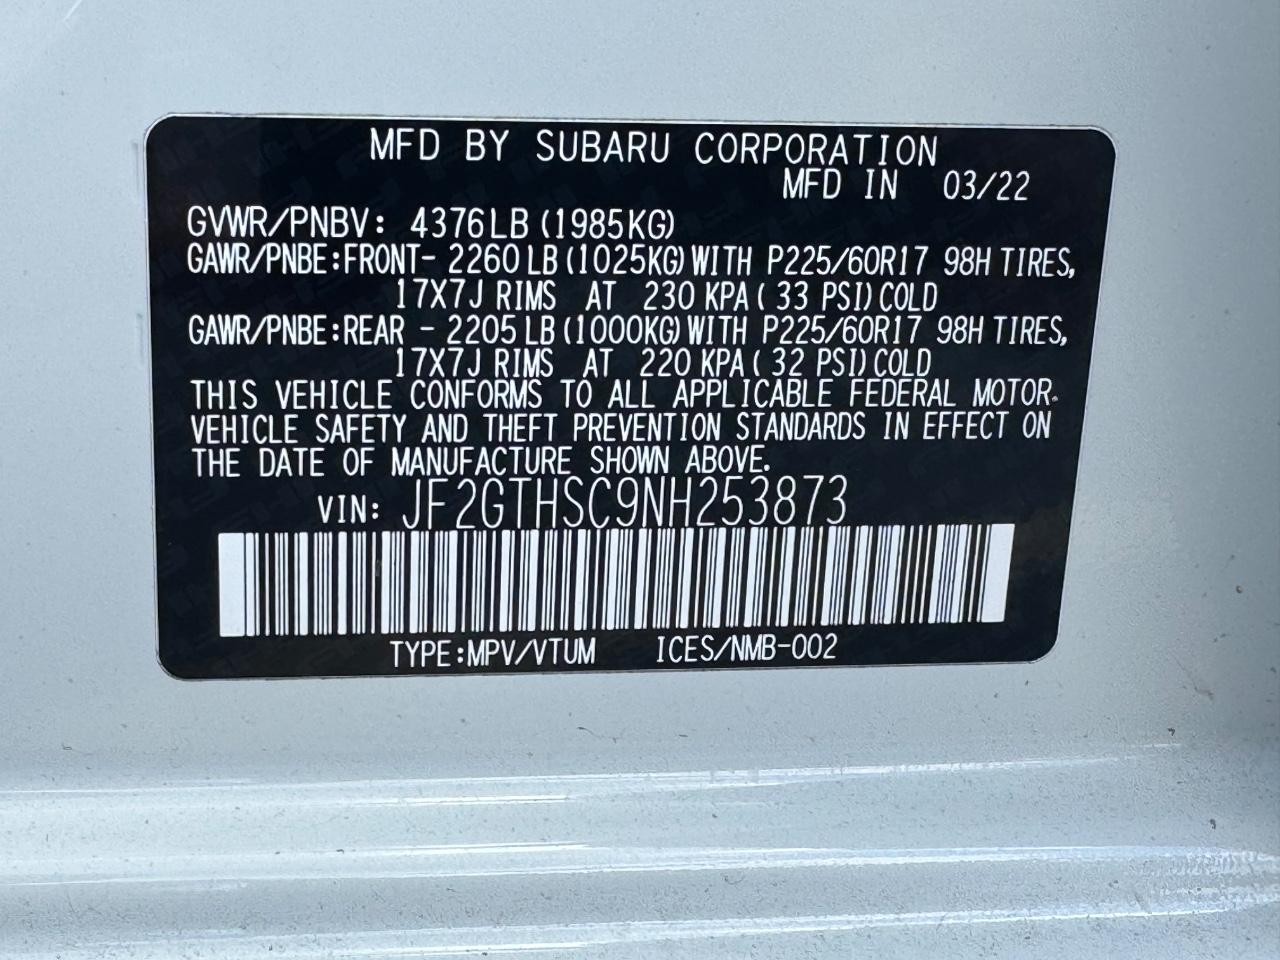 MFD BY SUBARU CORPORATION
MFD IN 03/22
GVWR/PNBV: 4376LB (1985KG)
GAWR/PNBE:FRONT- 2260 LB (1025KG) WITH P225/60R17 98H TIRES,
17X7J RIMS AT 230 KPA ( 33 PSI) COLD
GAWR/PNBE:REAR - 2205 LB (1000KG) WITH P225/60R17 98H TIRES,
17X7J RIMS AT 220 KPA ( 32 PSI) COLD
THIS VEHICLE CONFORMS TO ALL APPLICABLE FEDERAL MOTOR.
VEHICLE SAFETY AND THEFT PREVENTION STANDARDS IN EFFECT ON
THE DATE OF MANUFACTURE SHOWN ABOVE.
VIN: JF2GTHSC9NH253873
TYPE:MPV/VTUM ICES/NMB-002